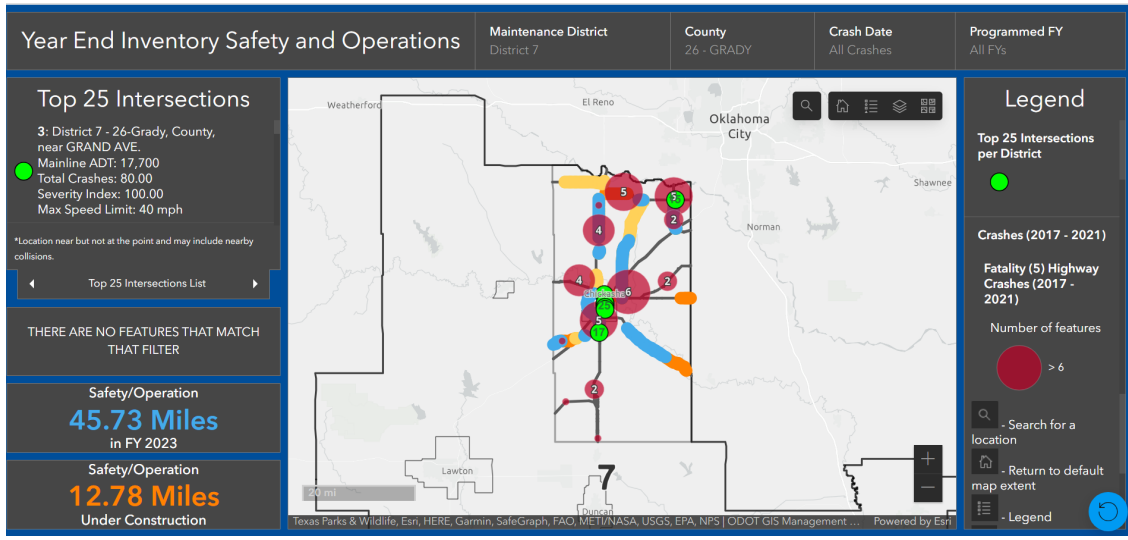 Year End Inventory Safety and Operations
Maintenance District
District 7
County
26 - GRADY
Crash Date
All Crashes
Programmed FY
All FYs
Top 25 Intersections
3: District 7 - 26-Grady, County,
near GRAND AVE.
Mainline ADT: 17,700
Total Crashes: 80.00
Severity Index: 100.00
Max Speed Limit: 40 mph
*Location near but not at the point and may include nearby
collisions.
Top 25 Intersections List
THERE ARE NO FEATURES THAT MATCH
THAT FILTER
Safety/Operation
45.73 Miles
in FY 2023
Safety/Operation
12.78 Miles
Under Construction
Weatherford
El Reno
Oklahoma
City
Shawnee
Norman
5
5
4
2
4
6
2
Chickasha
25
5
17
2
Lawton
7
Duncan
20 mi
+
−
Texas Parks & Wildlife, Esri, HERE, Garmin, SafeGraph, FAO, METI/NASA, USGS, EPA, NPS | ODOT GIS Management ...
Powered by Esri
Legend
Top 25 Intersections
per District
Crashes (2017 - 2021)
Fatality (5) Highway
Crashes (2017 -
2021)
Number of features
> 6
- Search for a
location
- Return to default
map extent
- Legend